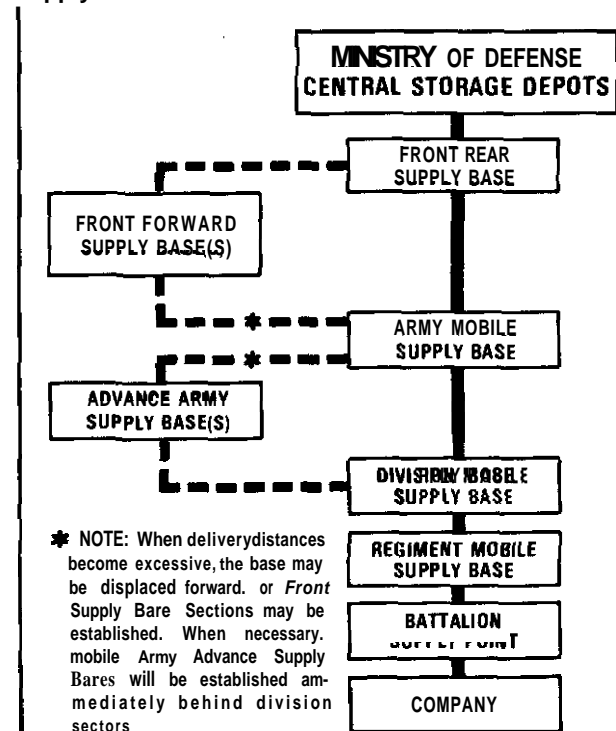 MINISTRY OF DEFENSE
CENTRAL STORAGE DEPOTS
FRONT REAR
SUPPLY BASE
FRONT FORWARD
SUPPLY BASE(S)
ARMY MOBILE
SUPPLY BASE
ADVANCE ARMY
SUPPLY BASE(S)
SUPPLY BASE
REGIMENT MOBILE
SUPPLY BASE
BATTALION
SUPPLY POINT
COMPANY
* NOTE: When deliverydistances
become excessive, the base may
be displaced forward. or Front
Supply Bare Sections may be
established. When necessary.
mobile Army Advance Supply
Bares will be established am-
mediately behind division
sectors